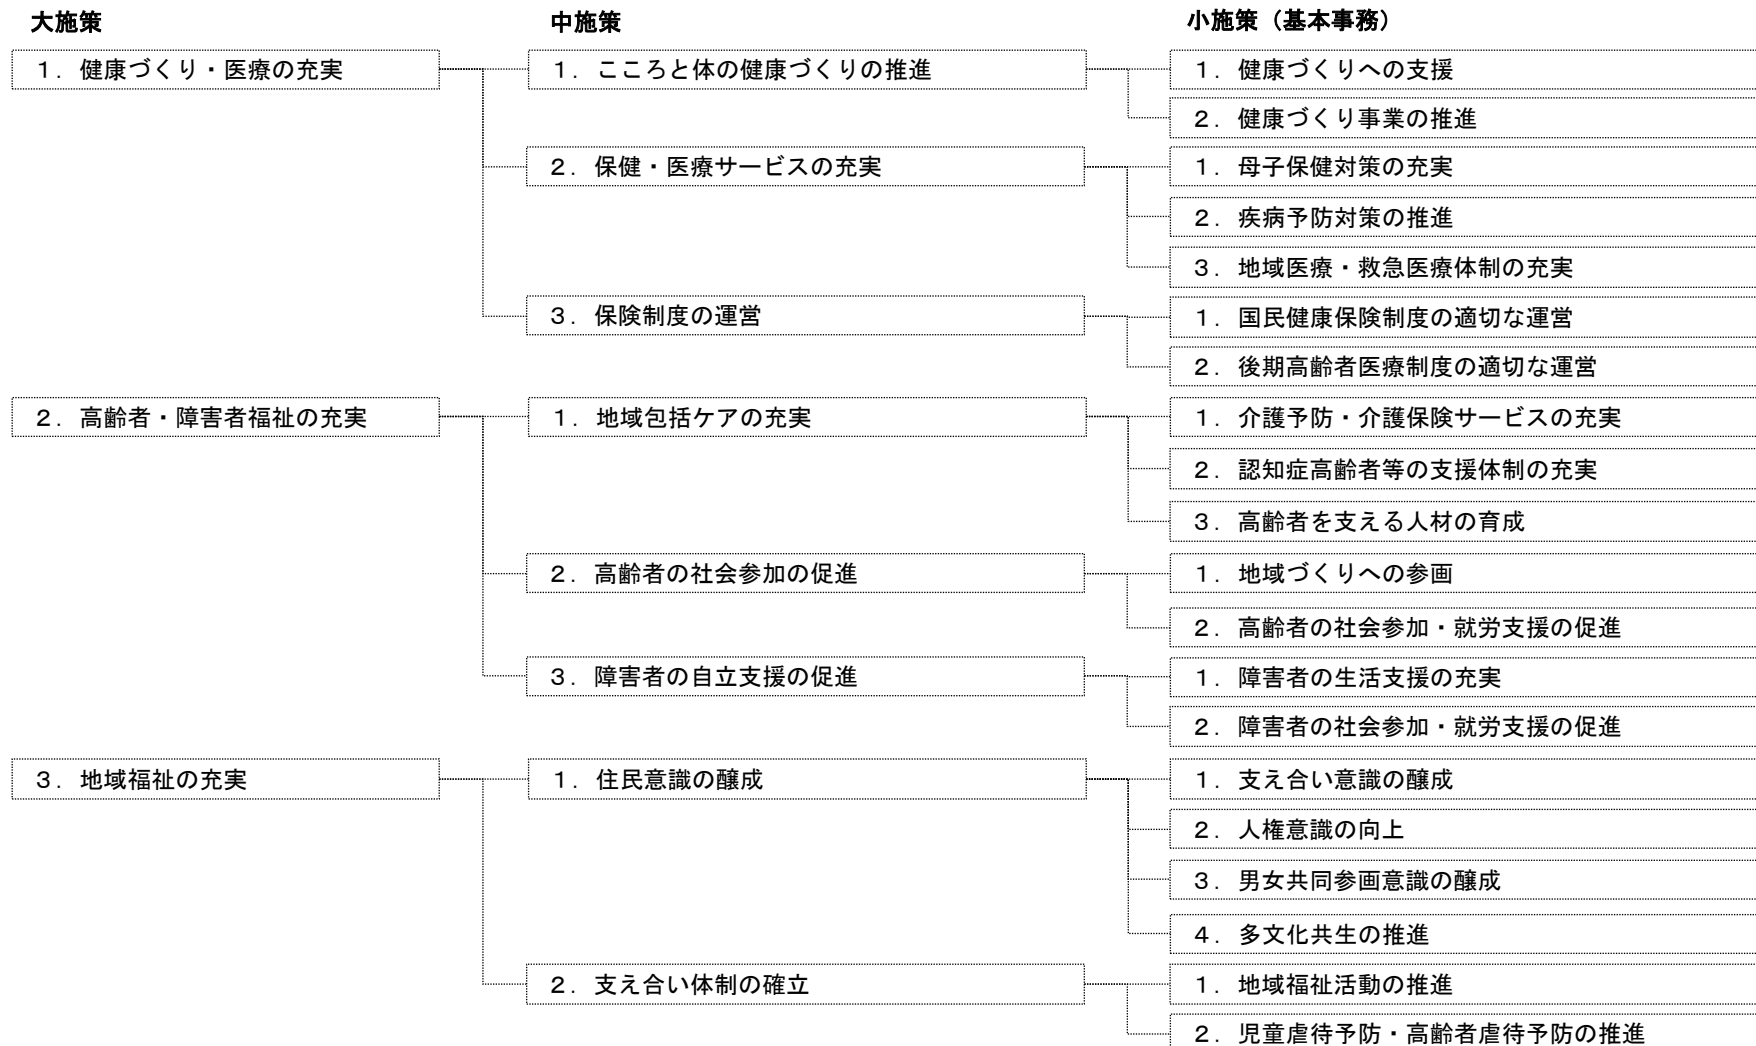 大施策 中施策 小施策（基本事務）
１．健康づくり・医療の充実 １．こころと体の健康づくりの推進 １．健康づくりへの支援
２．健康づくり事業の推進
２．保健・医療サービスの充実 １．母子保健対策の充実
２．疾病予防対策の推進
３．地域医療・救急医療体制の充実
３．保険制度の運営 １．国民健康保険制度の適切な運営
２．後期高齢者医療制度の適切な運営
２．高齢者・障害者福祉の充実 １．地域包括ケアの充実 １．介護予防・介護保険サービスの充実
２．認知症高齢者等の支援体制の充実
３．高齢者を支える人材の育成
２．高齢者の社会参加の促進 １．地域づくりへの参画
２．高齢者の社会参加・就労支援の促進
３．障害者の自立支援の促進 １．障害者の生活支援の充実
２．障害者の社会参加・就労支援の促進
３．地域福祉の充実 １．住民意識の醸成 １．支え合い意識の醸成
２．人権意識の向上
３．男女共同参画意識の醸成
４．多文化共生の推進
２．支え合い体制の確立 １．地域福祉活動の推進
２．児童虐待予防・高齢者虐待予防の推進